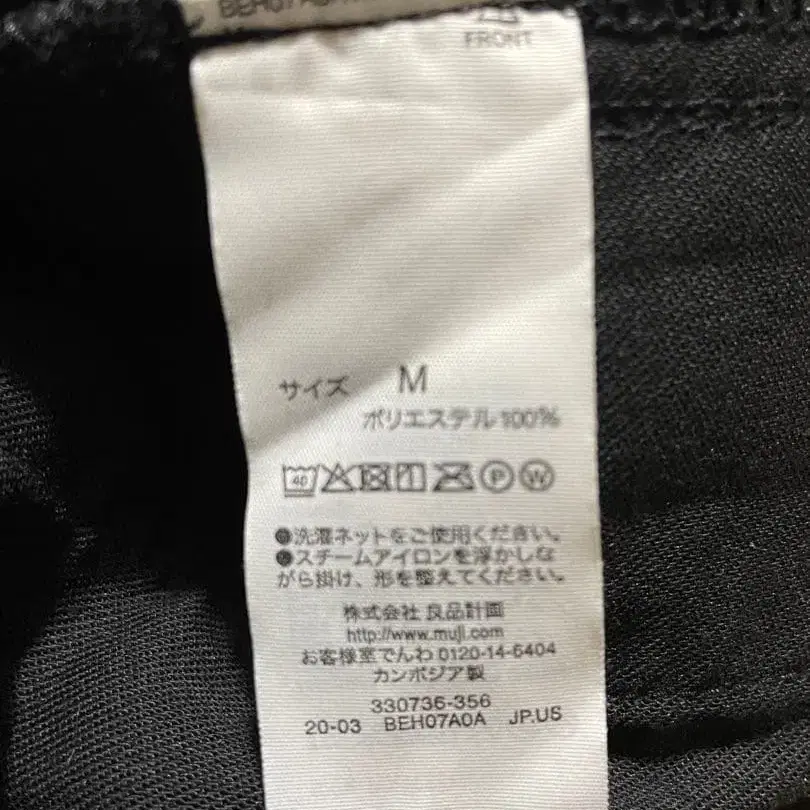 BEH07A0A
FRONT
サイズ M
ポリエステル100%
40 P W
●洗濯ネットをご使用ください。
●スチームアイロンを浮かしな
がら掛け、形を整えてください。
株式会社 良品計画
http://www.muji.com
お客様室でんわ 0120-14-6404
カンボジア製
330736-356
20-03 BEH07A0A JP.US